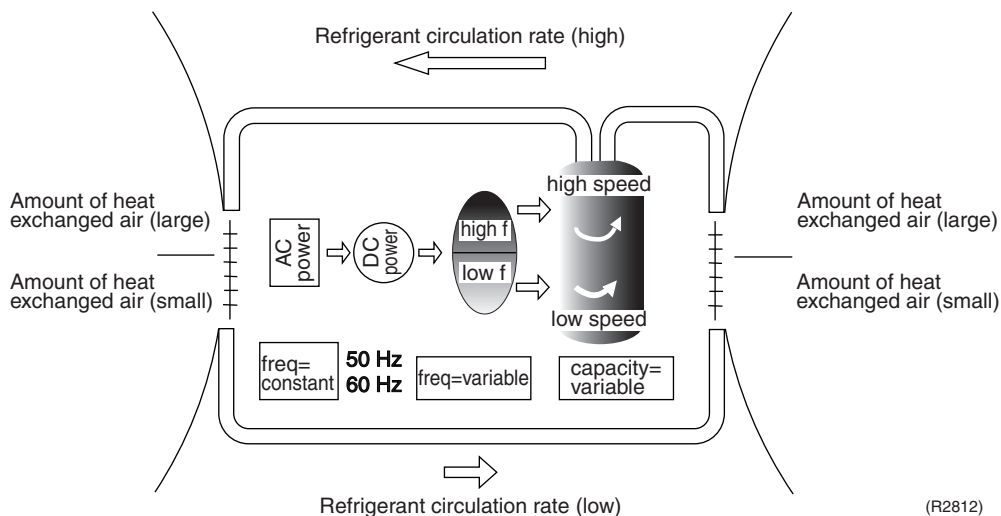 Refrigerant circulation rate (high)
Amount of heat
exchanged air (large)
Amount of heat
exchanged air (small)
AC
power
DC
power
high f
low f
high speed
low speed
Amount of heat
exchanged air (large)
Amount of heat
exchanged air (small)
freq=
constant
50 Hz
60 Hz
freq=variable
capacity=
variable
Refrigerant circulation rate (low)
(R2812)